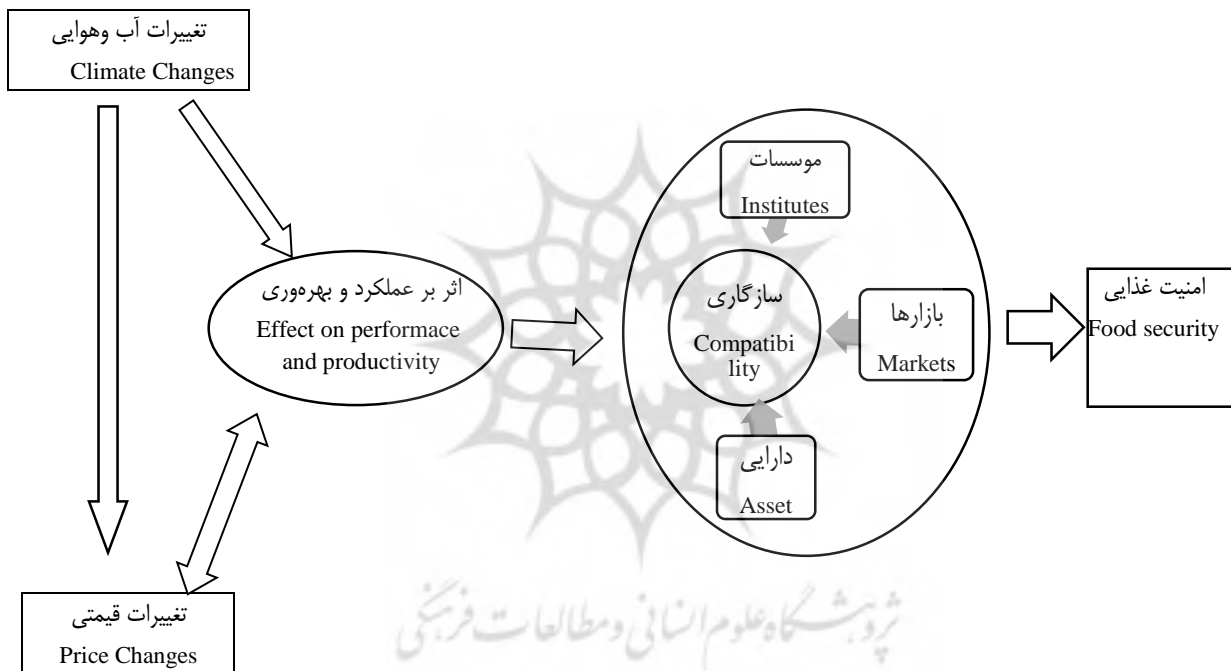 تغییرات آب وهوایی
Climate Changes
موسسات
Institutes
اثر بر عملکرد و بهره‌وری
Effect on performace
and productivity
سازگاری
Compatibi
lity
بازارها
Markets
امنیت غذایی
Food security
دارایی
Asset
تغییرات قیمتی
Price Changes
پژوهشگاه علوم انسانی و مطالعات فرهنگی